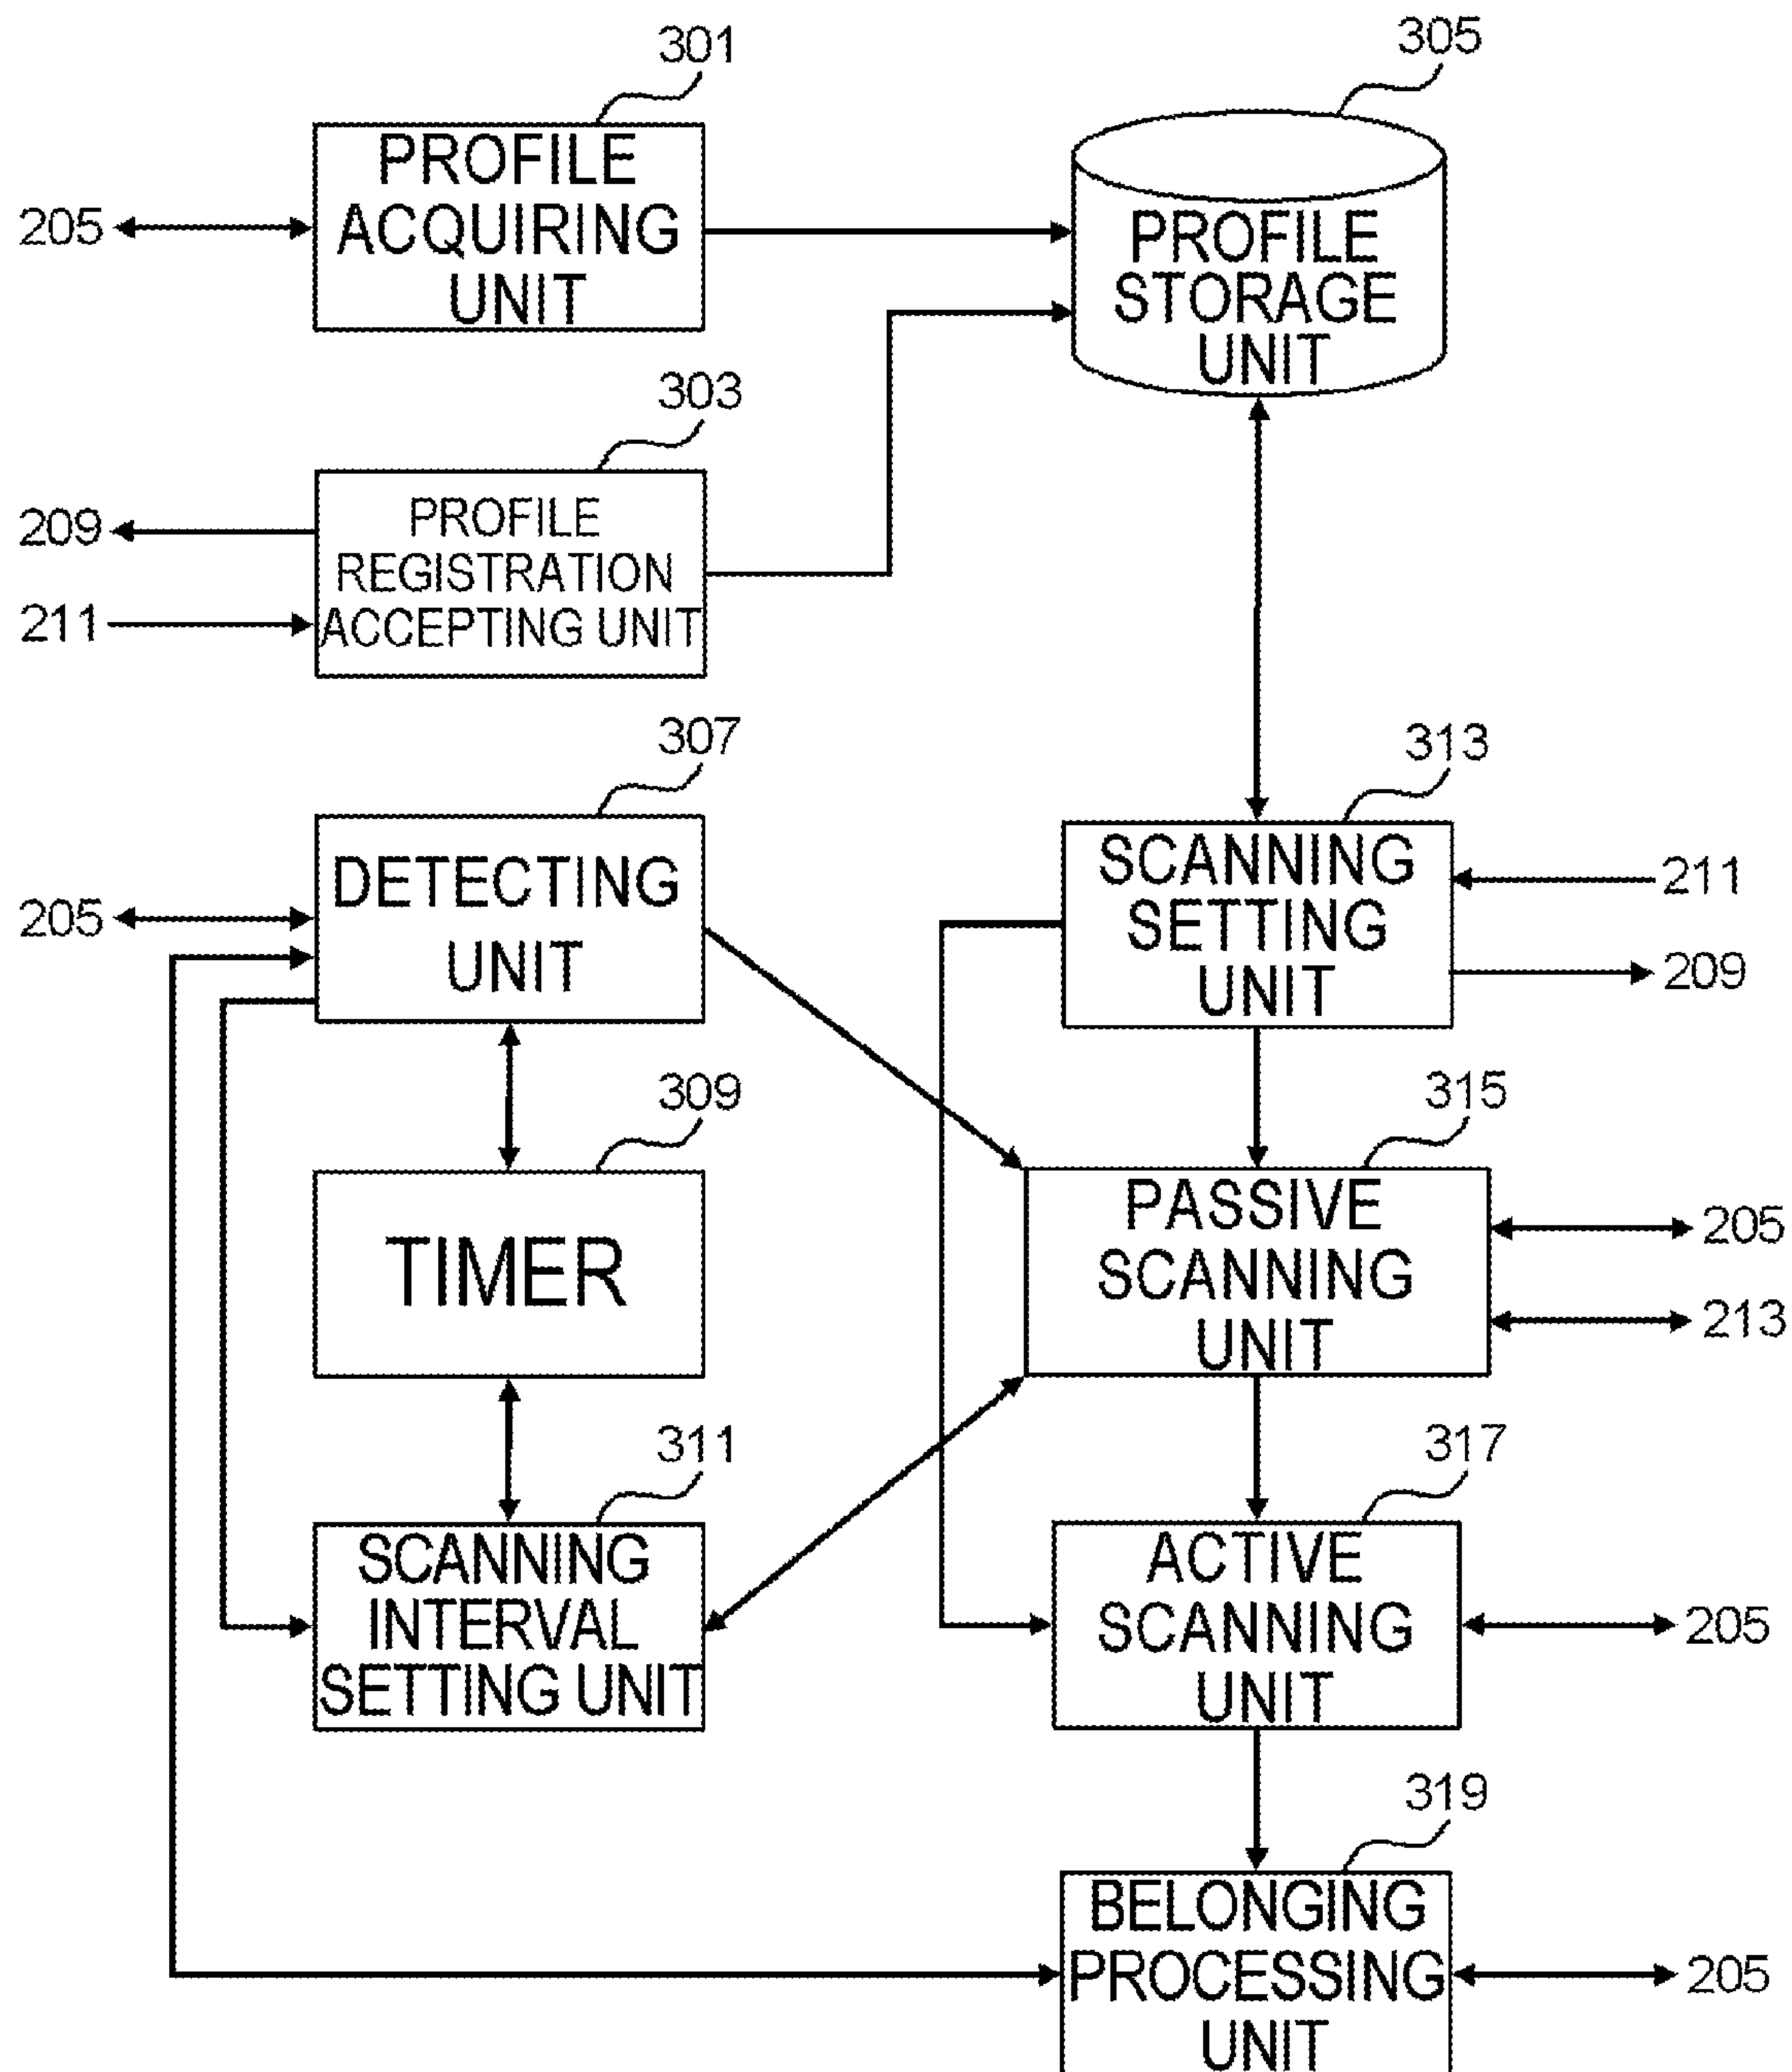 301
305
PROFILE
ACQUIRING
UNIT
205
PROFILE
STORAGE
UNIT
303
209
211
PROFILE
REGISTRATION
ACCEPTING UNIT
307
313
DETECTING
UNIT
205
SCANNING
SETTING
UNIT
211
209
309
315
TIMER
PASSIVE
SCANNING
UNIT
205
213
311
317
SCANNING
INTERVAL
SETTING UNIT
ACTIVE
SCANNING
UNIT
205
319
BELONGING
PROCESSING
UNIT
205